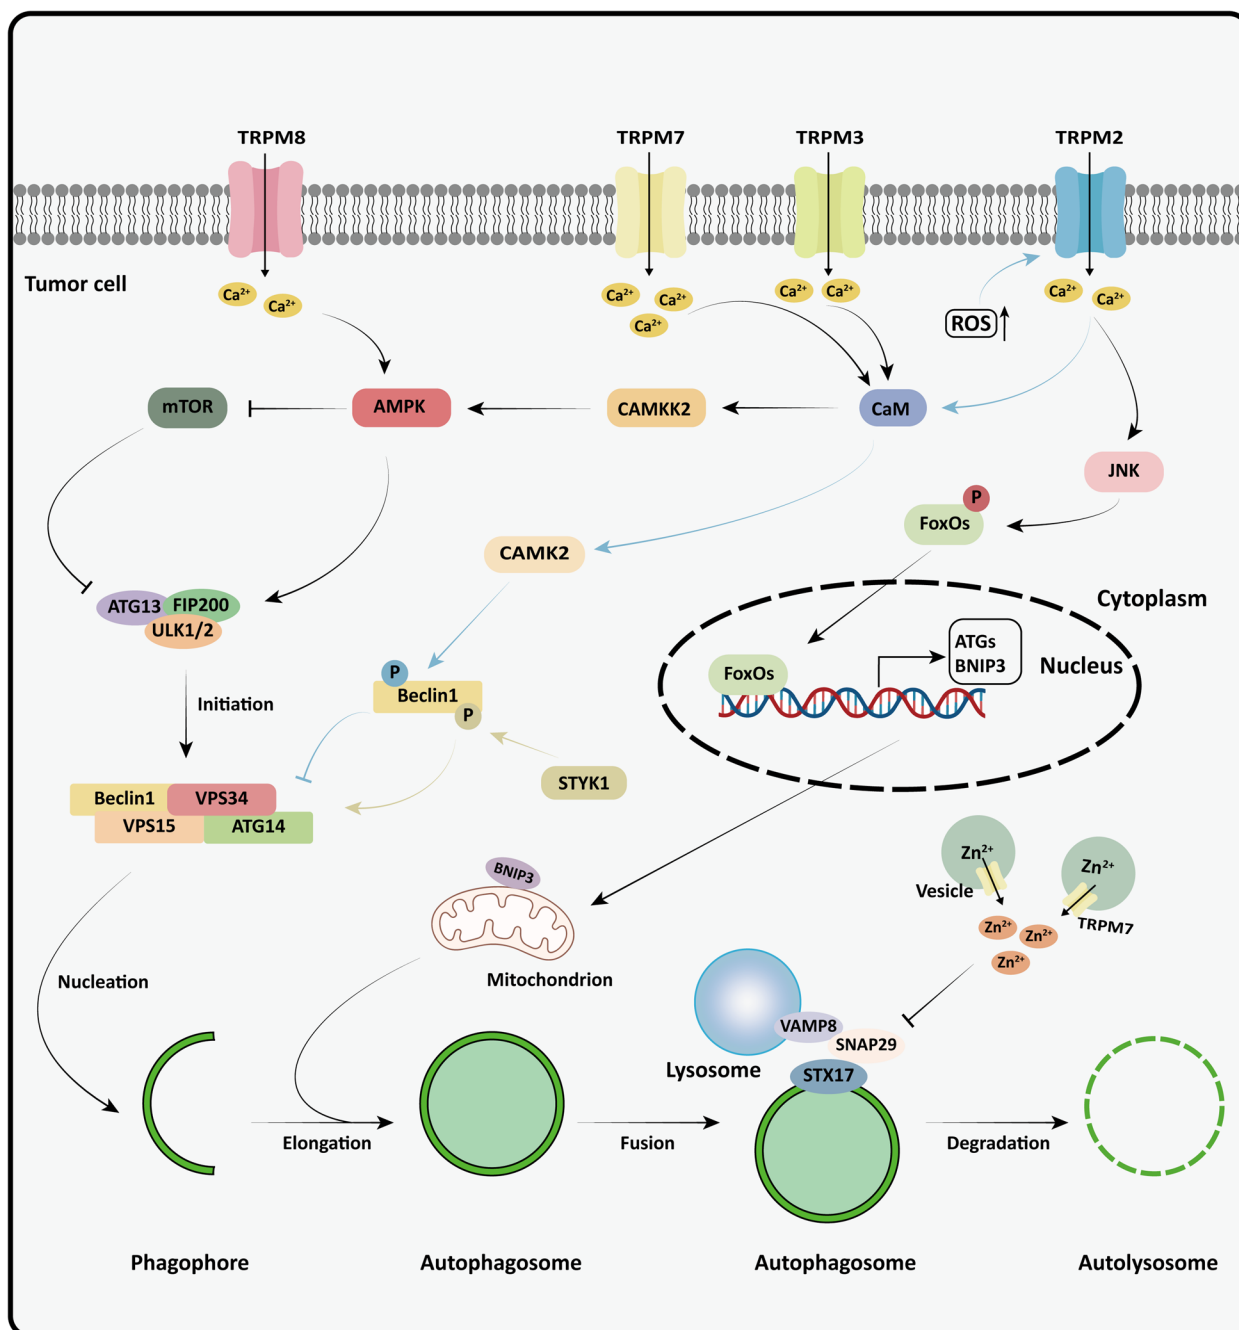 TRPM8
TRPM7
TRPM3
TRPM2
Tumor cell
Ca²⁺
Ca²⁺
Ca²⁺
Ca²⁺
Ca²⁺
Ca²⁺
Ca²⁺
Ca²⁺
Ca²⁺
ROS
mTOR
AMPK
CAMKK2
CaM
JNK
P
FoxOs
CAMK2
ATG13
FIP200
ULK1/2
Cytoplasm
ATGs
BNIP3
Nucleus
FoxOs
P
Beclin1
P
Initiation
STYK1
Beclin1
VPS34
VPS15
ATG14
BNIP3
Mitochondrion
Zn²⁺
Zn²⁺
Vesicle
TRPM7
Zn²⁺
Zn²⁺
Zn²⁺
Nucleation
VAMP8
SNAP29
Lysosome
STX17
Elongation
Fusion
Degradation
Phagophore
Autophagosome
Autophagosome
Autolysosome